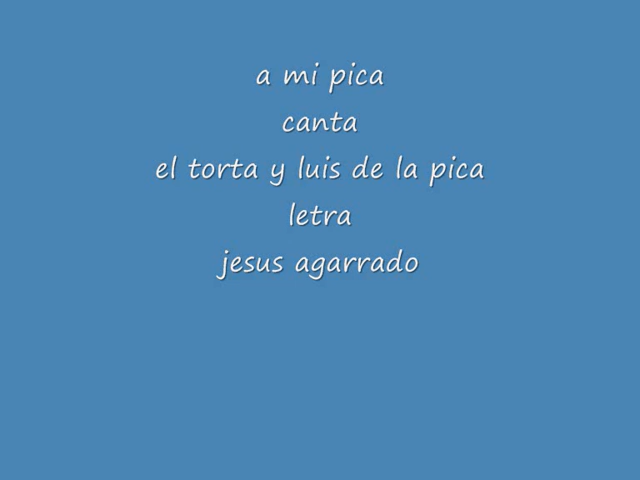 a mi pica
canta
el torta y luis de la pica
letra
jesus agarrado